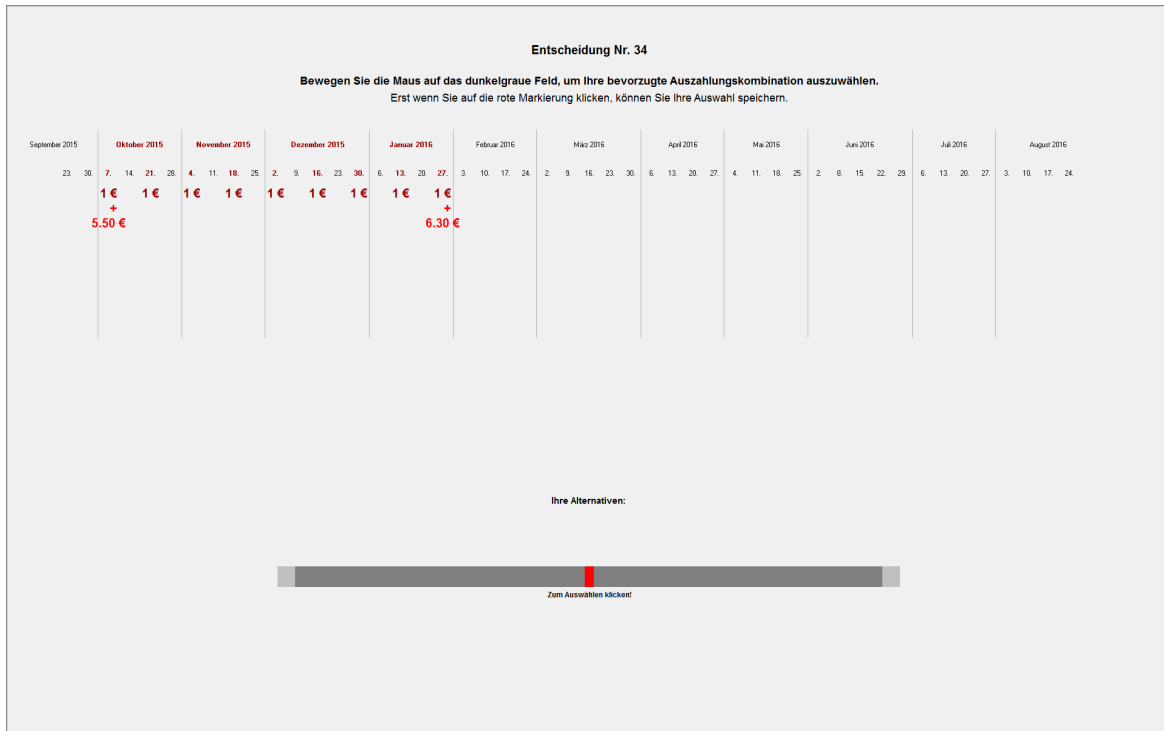 Entscheidung Nr. 34
Bewegen Sie die Maus auf das dunkelgraue Feld, um Ihre bevorzugte Auszahlungskombination auszuwählen.
Erst wenn Sie auf die rote Markierung klicken, können Sie Ihre Auswahl speichern.
September 2015 Oktober 2015 November 2015 Dezember 2015 Januar 2016 Februar 2016 März 2016 April 2016 Mai 2016 Juni 2016 Juli 2016 August 2016
23. 30. 7. 14. 21. 28. 4. 11. 18. 25. 2. 9. 16. 23. 30. 6. 13. 20. 27. 3. 10. 17. 24. 2. 9. 16. 23. 30. 6. 13. 20. 27. 4. 11. 18. 25. 2. 8. 15. 22. 29. 6. 13. 20. 27. 3. 10. 17. 24.
1 € 1 € 1 € 1 € 1 € 1 € 1 € 1 € 1 €
+ +
5.50 € 6.30 €
Ihre Alternativen:
Zum Auswählen klicken!